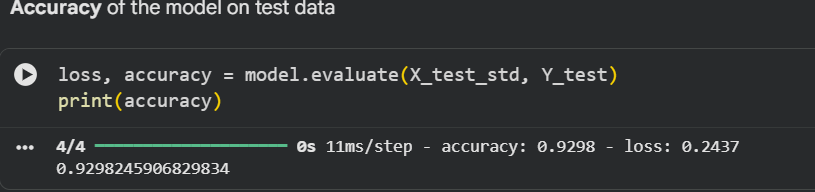 Accuracy of the model on test data
loss, accuracy = model.evaluate(X_test_std, Y_test)
print(accuracy)
4/4 ━━━━━━━━━━━━━━━━━━━━ 0s 11ms/step - accuracy: 0.9298 - loss: 0.2437
0.9298245906829834